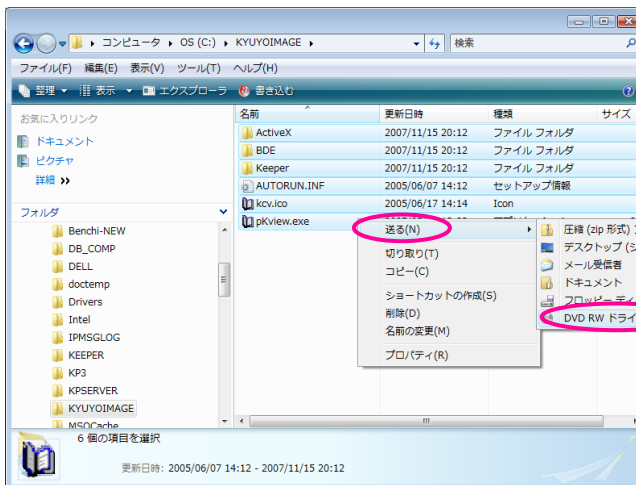 コンピュータ ▸ OS (C:) ▸ KYUYOIMAGE ▸
検索
ファイル(F) 編集(E) 表示(V) ツール(T) ヘルプ(H)
整理 表示 エクスプローラ 書き込む
お気に入りリンク
ドキュメント
ピクチャ
詳細 »
フォルダ
Benchi-NEW
DB_COMP
DELL
doctemp
Drivers
Intel
IPMSGLOG
KEEPER
KP3
KPSERVER
KYUYOIMAGE
MSOCache
名前 更新日時 種類 サイズ
ActiveX 2007/11/15 20:12 ファイル フォルダ
BDE 2007/11/15 20:12 ファイル フォルダ
Keeper 2007/11/15 20:12 ファイル フォルダ
AUTORUN.INF 2005/06/07 14:12 セットアップ情報
kcv.ico 2005/06/17 14:14 Icon
pKview.exe
送る(N)
切り取り(T)
コピー(C)
ショートカットの作成(S)
削除(D)
名前の変更(M)
プロパティ(R)
圧縮 (zip 形式)
デスクトップ (シ
メール受信者
ドキュメント
フロッピー ディ
DVD RW ドライ
6 個の項目を選択
更新日時: 2005/06/07 14:12 - 2007/11/15 20:12